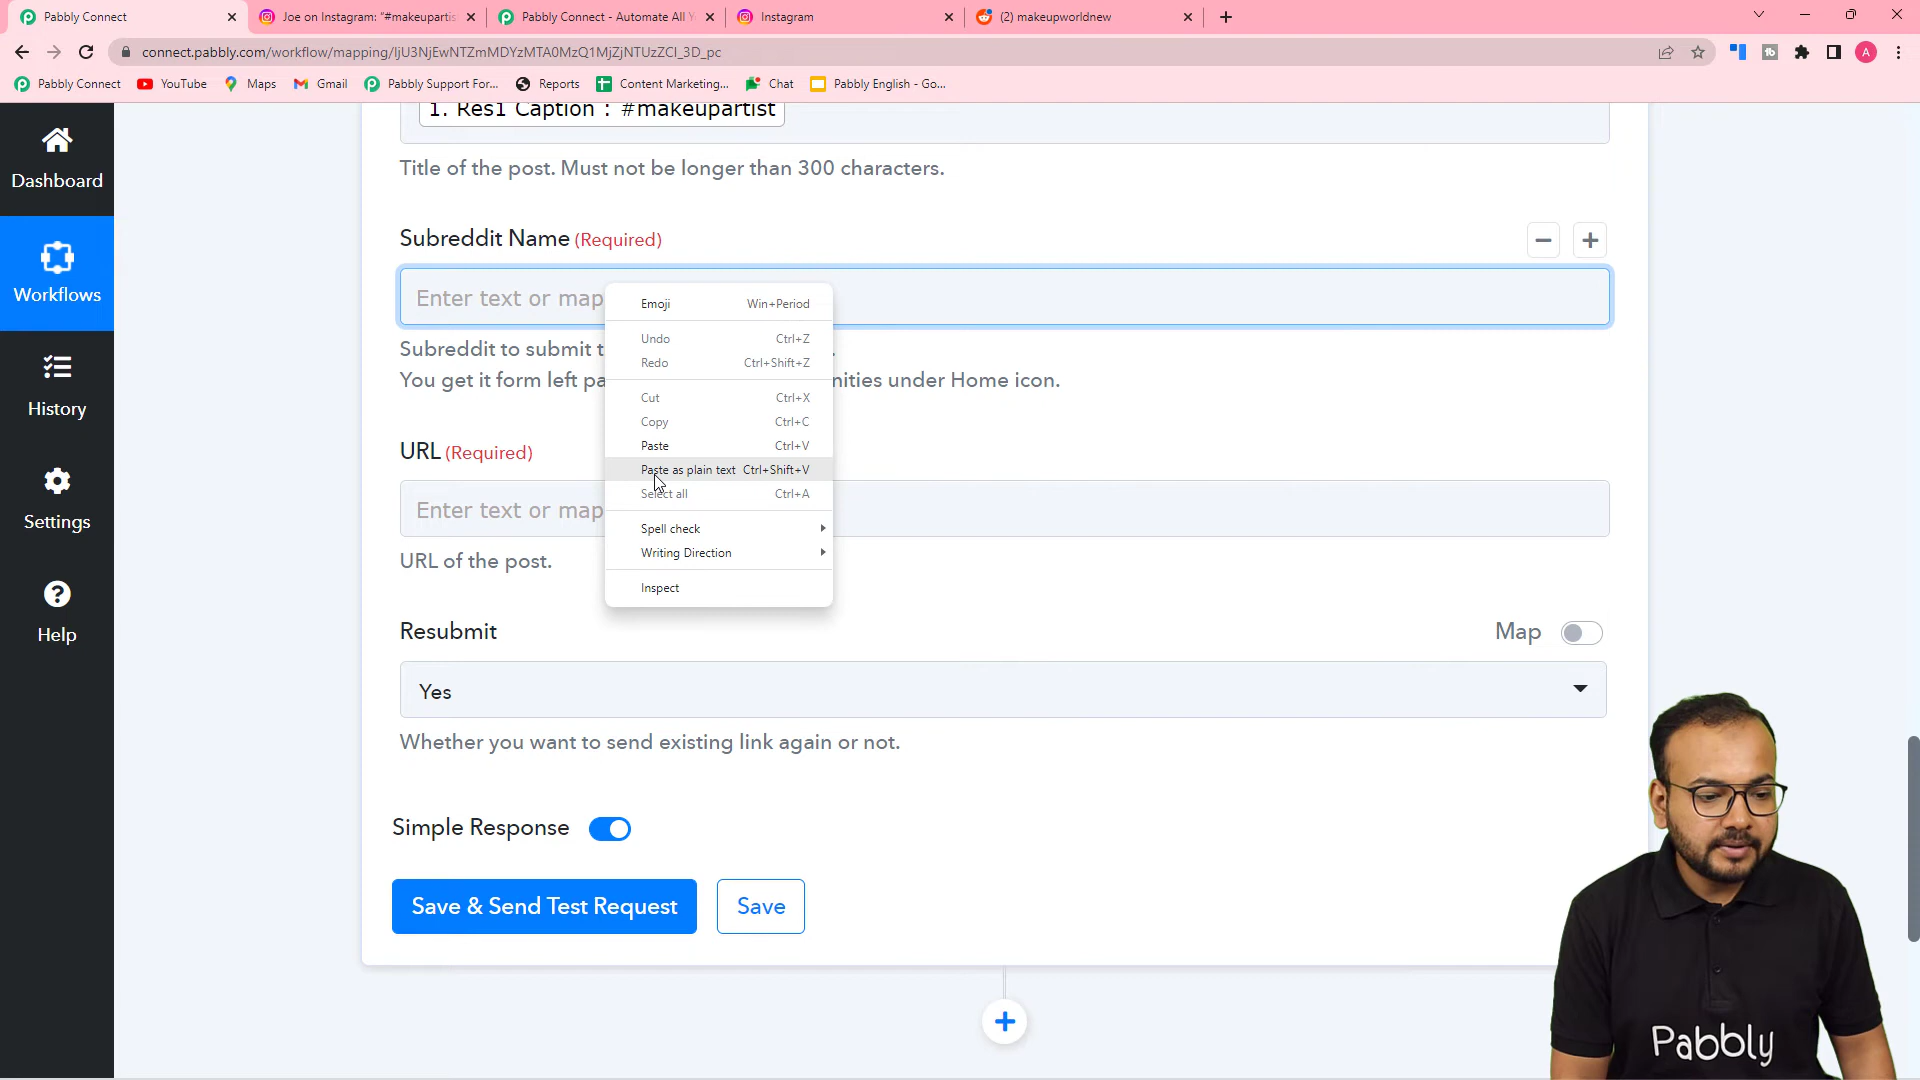 Pabbly Connect
Joe on Instagram: "#makeupartis
Pabbly Connect - Automate All Y
Instagram
(2) makeupworldnew
connect.pabbly.com/workflow/mapping/IjU3NjEwNTZmMDYzMTA0MzQ1MjZjNTUzZCI_3D_pc
Pabbly Connect
YouTube
Maps
Gmail
Pabbly Support For...
Reports
Content Marketing...
Chat
Pabbly English - Go...
A
Dashboard
Workflows
History
Settings
Help
1. Res1 Caption : #makeupartist
Title of the post. Must not be longer than 300 characters.
Subreddit Name (Required)
Enter text or map
Subreddit to submit t
You get it form left pa nities under Home icon.
URL (Required)
Enter text or map
URL of the post.
Emoji Win+Period
Undo Ctrl+Z
Redo Ctrl+Shift+Z
Cut Ctrl+X
Copy Ctrl+C
Paste Ctrl+V
Paste as plain text Ctrl+Shift+V
Select all Ctrl+A
Spell check
Writing Direction
Inspect
Resubmit
Map
Yes
Whether you want to send existing link again or not.
Simple Response
Save & Send Test Request
Save
Pabbly